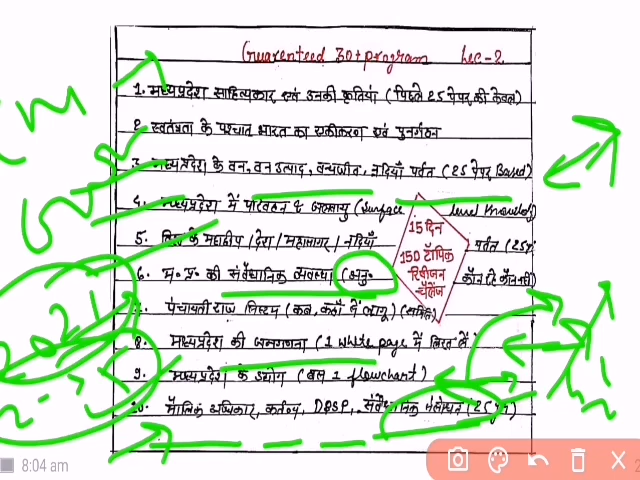 Guarenteed 30+ program Lec-2
1. मध्यप्रदेश साहित्यकार एवं उनकी कृतियां (पिछले 25 पेपर की केवल)
2. स्वतंत्रता के पश्चात भारत का एकीकरण एवं पुनर्गठन
3. मध्यप्रदेश के वन, वन उत्पाद, वन्यजीव, नदियाँ पर्वत (25 पेपर Based)
4. मध्यप्रदेश में परिवहन & जलवायु (Surface level
5. विश्व के महाद्वीप / देश / महासागर / नदियाँ पर्वत (25
6. म. प्र. की संवैधानिक व्यवस्था (अनु. कौन से कौन सी)
7. पंचायती राज सिस्टम (कब, कहाँ में लागू) (समिति)
8. मध्यप्रदेश की जनगणना (1 white page में लिख लें)
9. मध्यप्रदेश के उद्योग (बस 1 flowchart)
10. मौलिक अधिकार, कर्तव्य, DPSP, संवैधानिक संशोधन (25
15 दिन
150 टॉपिक
रिवीजन
चैलेंज
2021
8:04 am